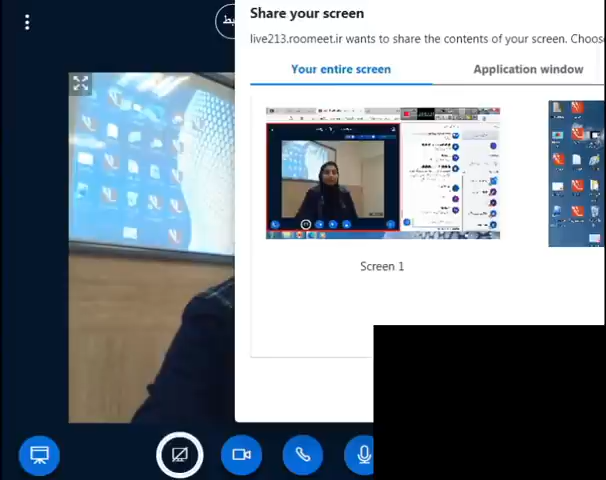 Share your screen
live213.roomeet.ir wants to share the contents of your screen. Choos
Your entire screen
Application window
Screen 1